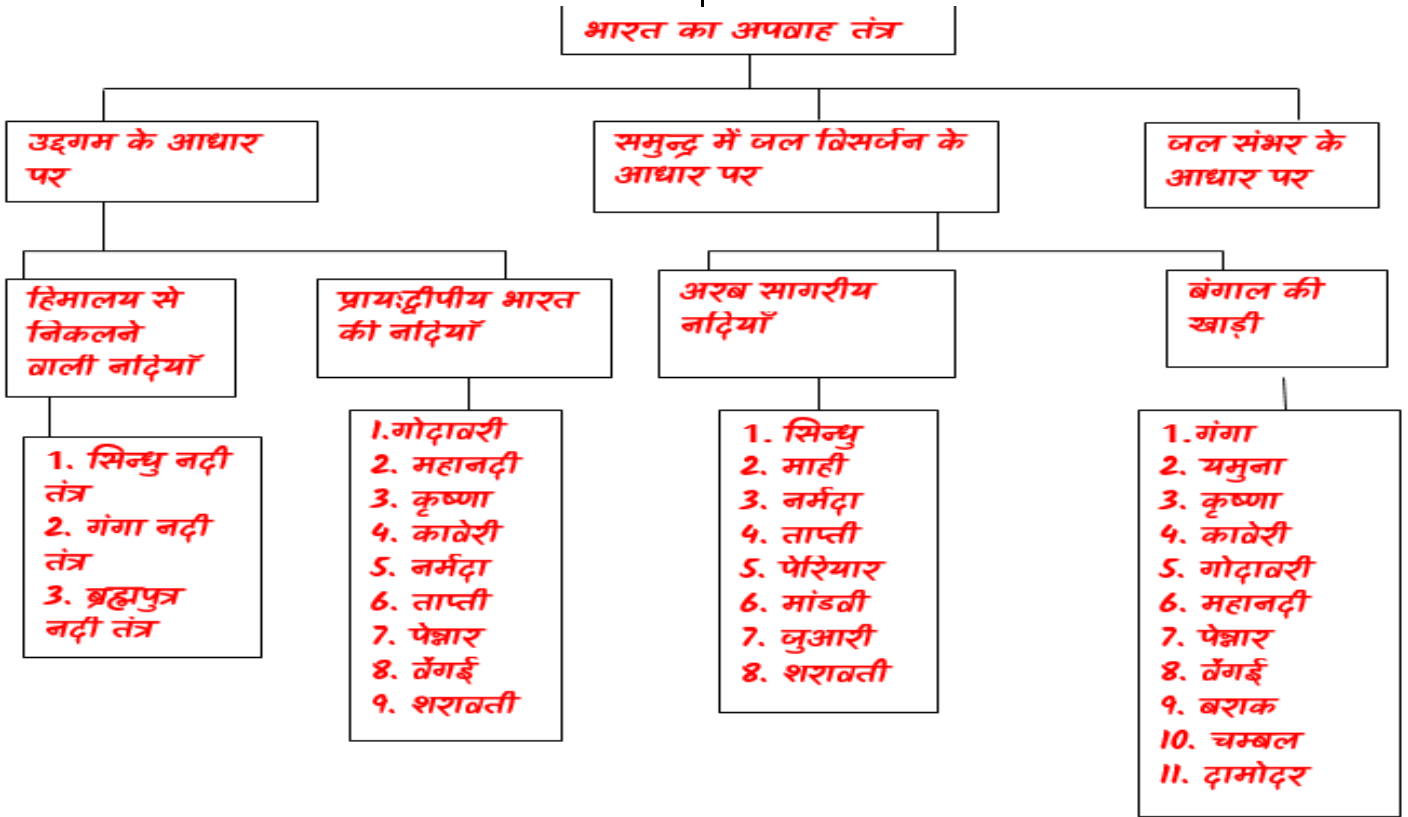 भारत का अपवाह तंत्र
उद्दगम के आधार
पर
समुन्द्र में जल विसर्जन के
आधार पर
जल संभर के
आधार पर
हिमालय से
निकलने
वाली नदियाँ
प्रायःद्वीपीय भारत
की नदियाँ
अरब सागरीय
नदियाँ
बंगाल की
खाड़ी
1. सिन्धु नदी
तंत्र
2. गंगा नदी
तंत्र
3. ब्रह्मपुत्र
नदी तंत्र
1.गोदावरी
2. महानदी
3. कृष्णा
4. कावेरी
5. नर्मदा
6. ताप्ती
7. पेन्नार
8. वेंगई
9. शरावती
1. सिन्धु
2. माही
3. नर्मदा
4. ताप्ती
5. पेरियार
6. मांडवी
7. जुआरी
8. शरावती
1.गंगा
2. यमुना
3. कृष्णा
4. कावेरी
5. गोदावरी
6. महानदी
7. पेन्नार
8. वेंगई
9. बराक
10. चम्बल
11. दामोदर